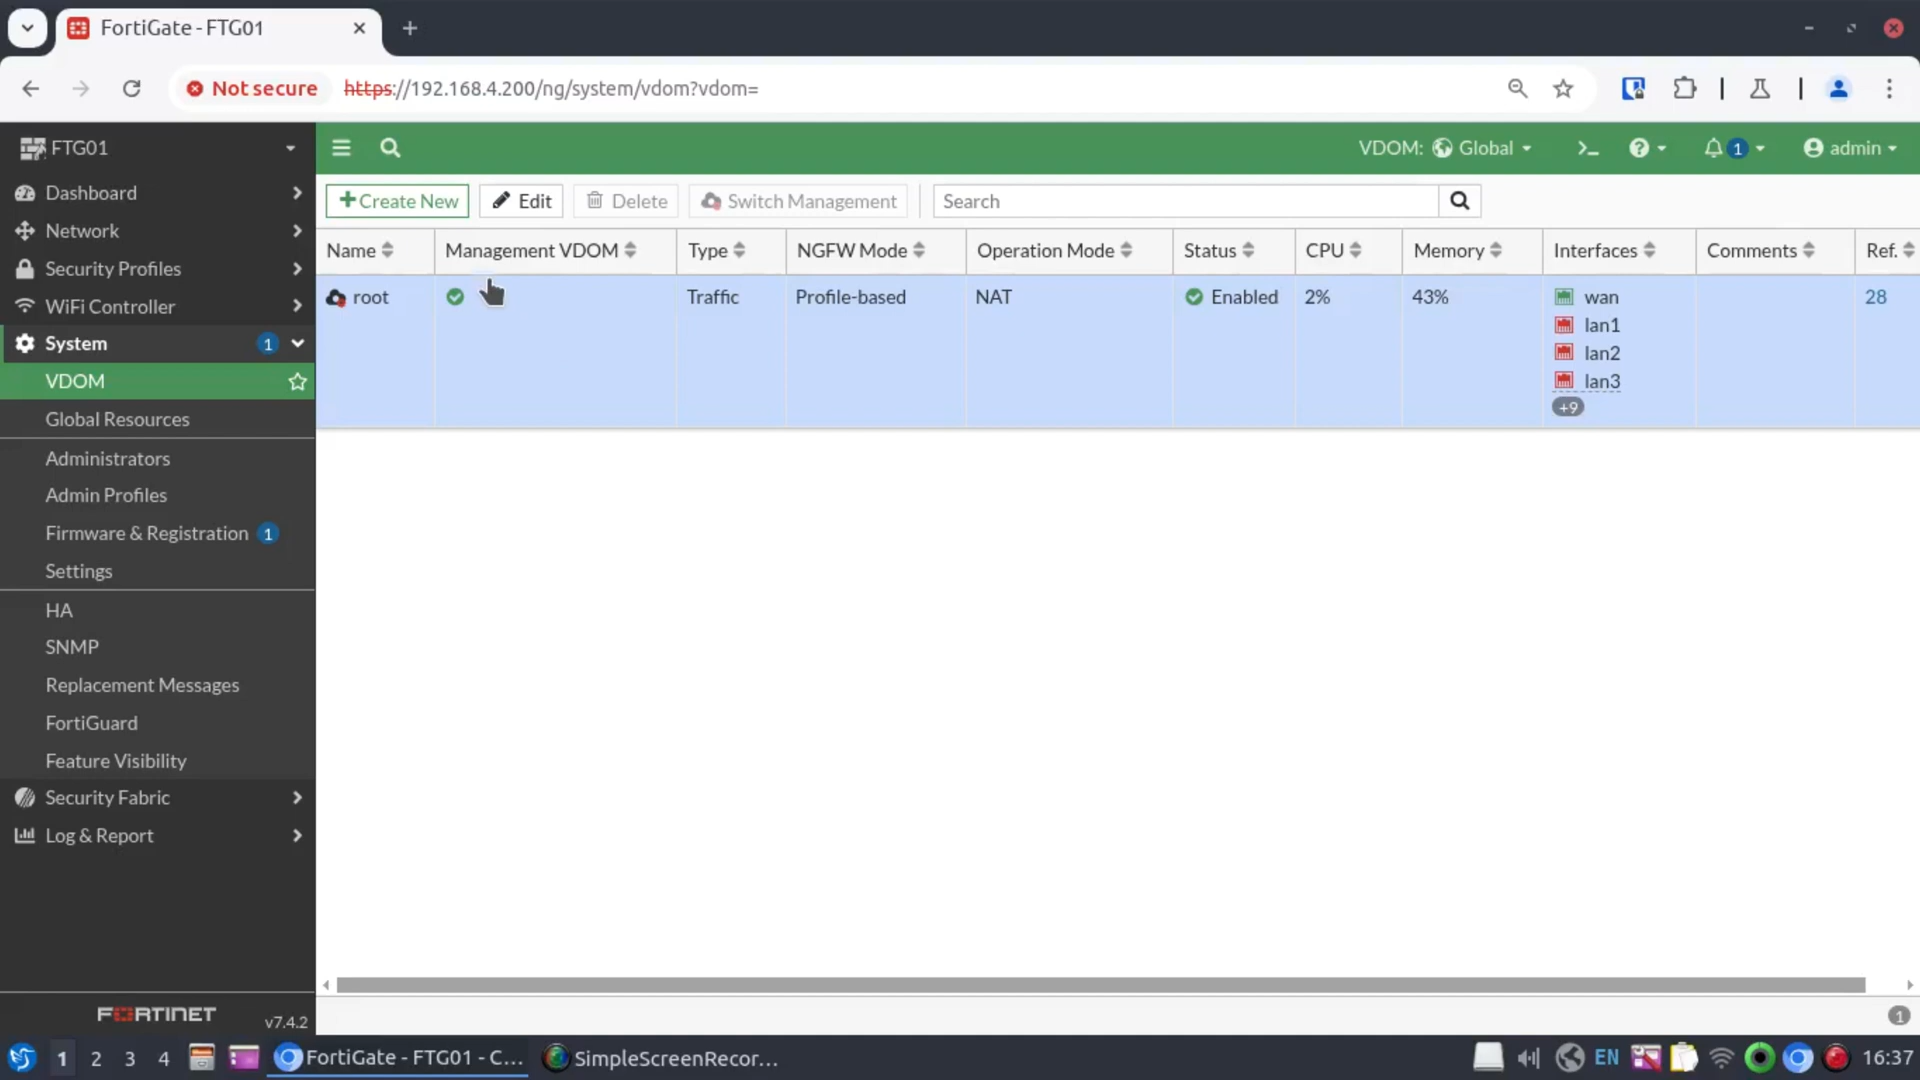 FortiGate - FTG01
Not secure https://192.168.4.200/ng/system/vdom?vdom=
FTG01
VDOM: Global
1
admin
Dashboard
Network
Security Profiles
WiFi Controller
System 1
VDOM
Global Resources
Administrators
Admin Profiles
Firmware & Registration 1
Settings
HA
SNMP
Replacement Messages
FortiGuard
Feature Visibility
Security Fabric
Log & Report
FORTINET v7.4.2
+Create New Edit Delete Switch Management Search
Name Management VDOM Type NGFW Mode Operation Mode Status CPU Memory Interfaces Comments Ref.
root Traffic Profile-based NAT Enabled 2% 43% wan 28
lan1
lan2
lan3
+9
1
1 2 3 4 FortiGate - FTG01 - C... SimpleScreenRecor... EN 16:37